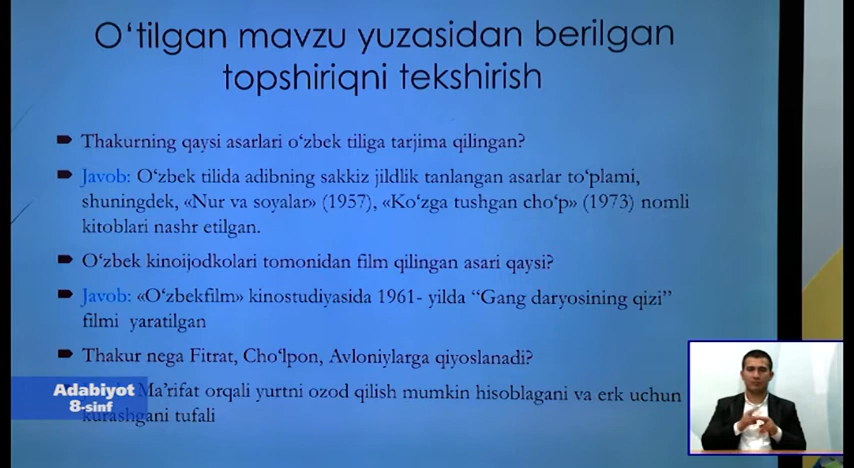 O‘tilgan mavzu yuzasidan berilgan
topshiriqni tekshirish
Thakurning qaysi asarlari o‘zbek tiliga tarjima qilingan?
Javob: O‘zbek tilida adibning sakkiz jildlik tanlangan asarlar to‘plami,
shuningdek, «Nur va soyalar» (1957), «Ko‘zga tushgan cho‘p» (1973) nomli
kitoblari nashr etilgan.
O‘zbek kinoijodkolari tomonidan film qilingan asari qaysi?
Javob: «O‘zbekfilm» kinostudiyasida 1961- yilda “Gang daryosining qizi”
filmi yaratilgan
Thakur nega Fitrat, Cho‘lpon, Avloniylarga qiyoslanadi?
Ma’rifat orqali yurtni ozod qilish mumkin hisoblagani va erk uchun
kurashgani tufali
Adabiyot
8-sinf